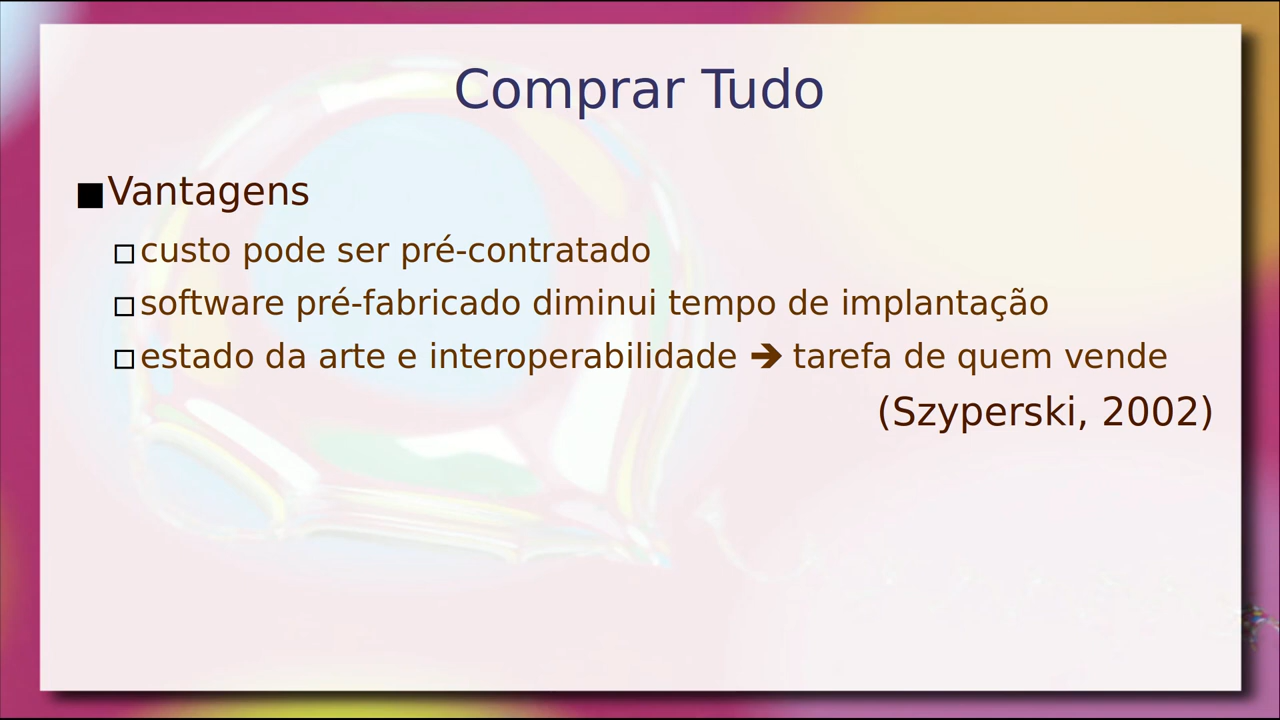 Comprar Tudo
■Vantagens
□custo pode ser pré-contratado
□software pré-fabricado diminui tempo de implantação
□estado da arte e interoperabilidade ➔ tarefa de quem vende
(Szyperski, 2002)